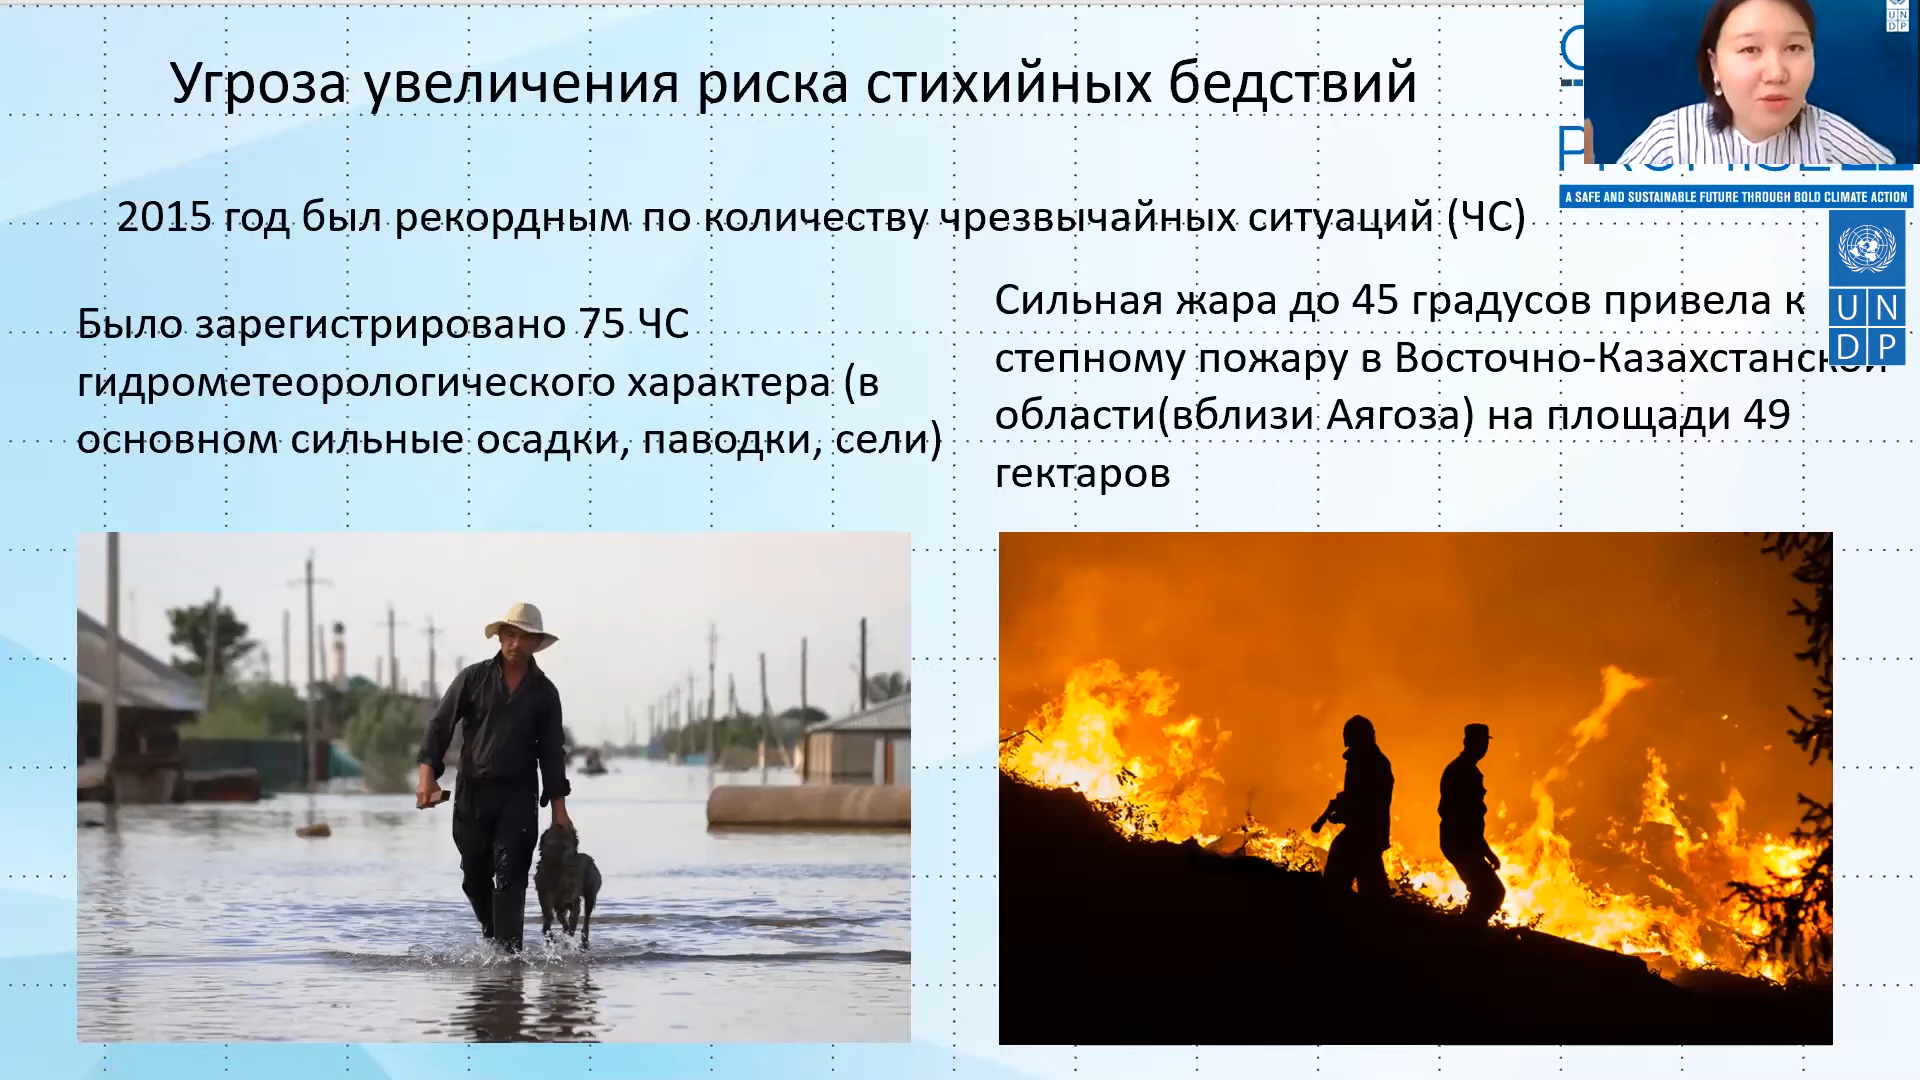 Угроза увеличения риска стихийных бедствий
2015 год был рекордным по количеству чрезвычайных ситуаций (ЧС)
Было зарегистрировано 75 ЧС
гидрометеорологического характера (в
основном сильные осадки, паводки, сели)
Сильная жара до 45 градусов привела к
степному пожару в Восточно-Казахстанской
области(вблизи Аягоза) на площади 49
гектаров
A SAFE AND SUSTAINABLE FUTURE THROUGH BOLD CLIMATE ACTION
U N
D P
U N
D P